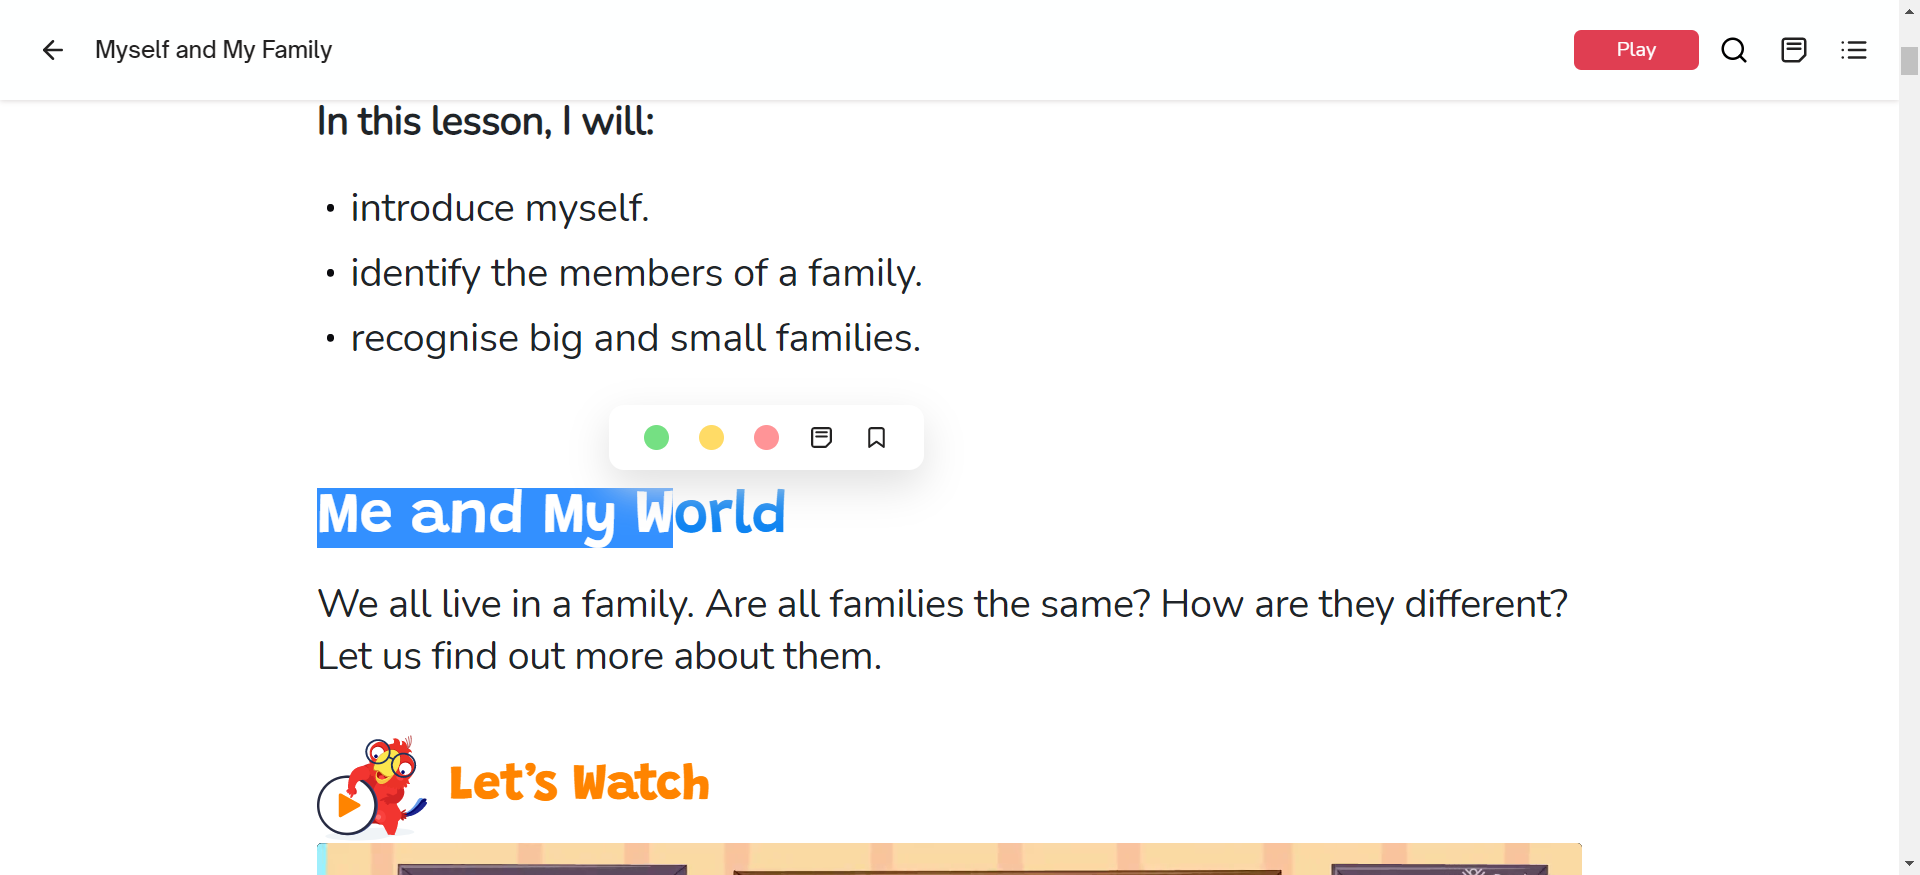 Myself and My Family
Play
In this lesson, I will:
• introduce myself.
• identify the members of a family.
• recognise big and small families.
Me and My World
We all live in a family. Are all families the same? How are they different?
Let us find out more about them.
Let's Watch